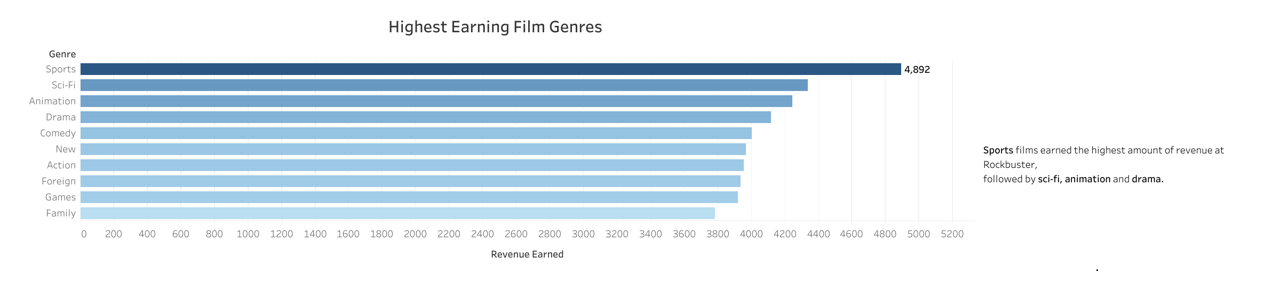 Highest Earning Film Genres
Genre
Sports
4,892
Sci-Fi
Animation
Drama
Comedy
New
Action
Foreign
Games
Family
0 200 400 600 800 1000 1200 1400 1600 1800 2000 2200 2400 2600 2800 3000 3200 3400 3600 3800 4000 4200 4400 4600 4800 5000 5200
Revenue Earned
Sports films earned the highest amount of revenue at
Rockbuster,
followed by sci-fi, animation and drama.
.